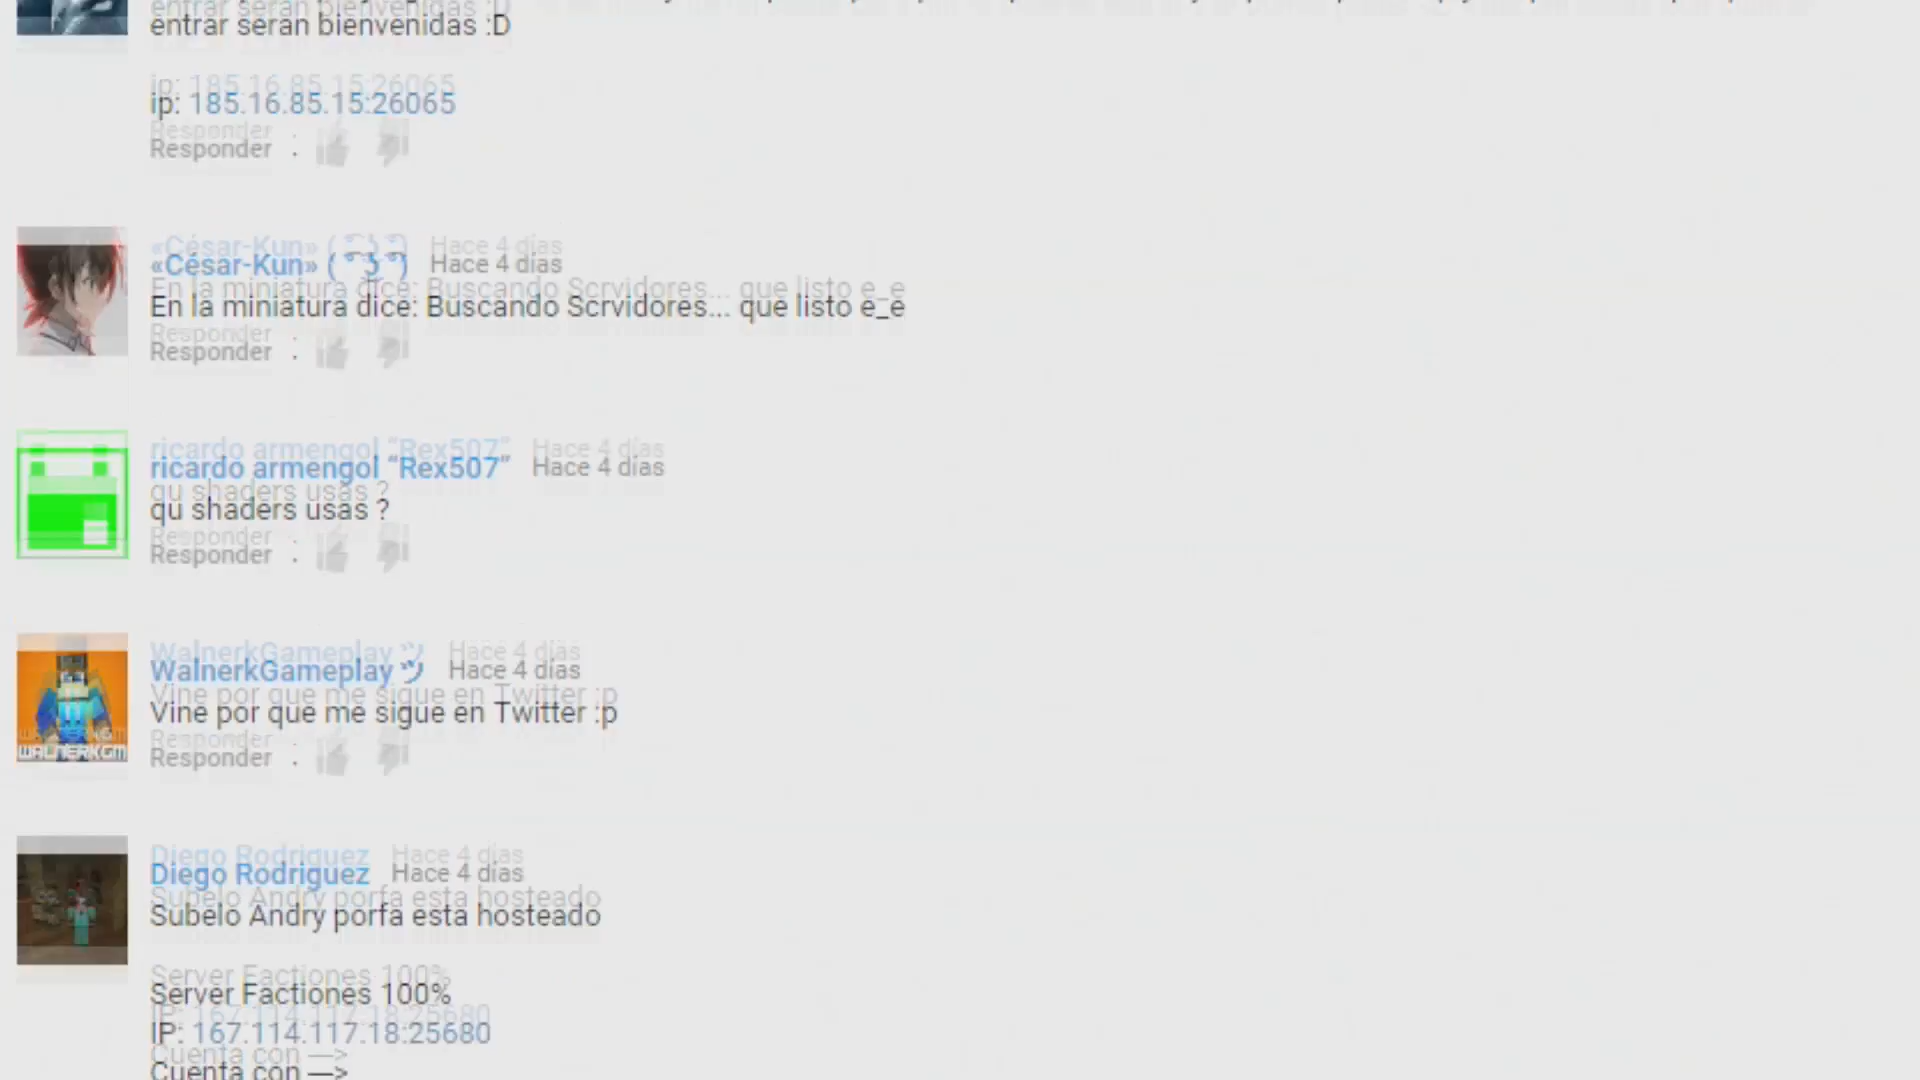 entrar seran bienvenidas :D
ip: 185.16.85.15:26065
Responder
«César-Kun» ( ͡° ͜ʖ ͡°) Hace 4 días
En la miniatura dice: Buscando Scrvidores... que listo e_e
Responder
ricardo armengol “Rex507” Hace 4 días
qu shaders usas ?
Responder
WalnerkGameplay ツ Hace 4 días
Vine por que me sigue en Twitter :p
WALNERKGM
Responder
Diego Rodriguez Hace 4 días
Subelo Andry porfa esta hosteado
Server Factiones 100%
IP: 167.114.117.18:25680
Cuenta con —>